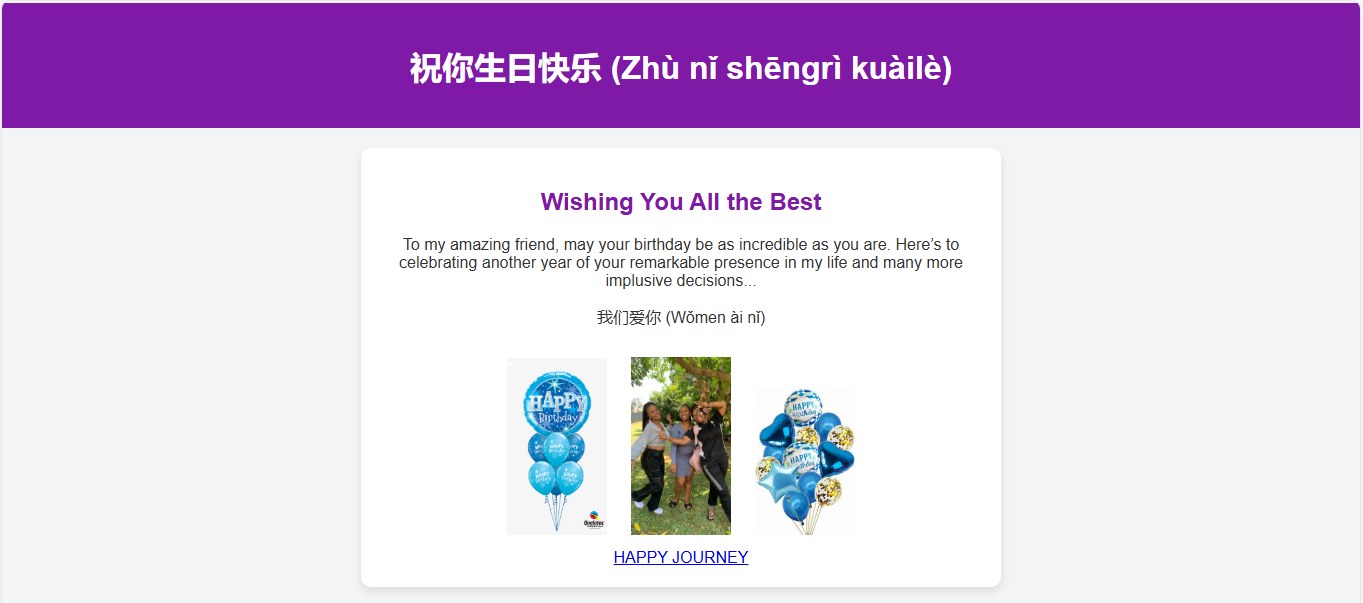 祝你生日快乐 (Zhù nǐ shēngrì kuàilè)
Wishing You All the Best
To my amazing friend, may your birthday be as incredible as you are. Here’s to
celebrating another year of your remarkable presence in my life and many more
implusive decisions...
我们爱你 (Wǒmen ài nǐ)
HAPPY
Birthday
HAPPY
HAPPY
HAPPY JOURNEY